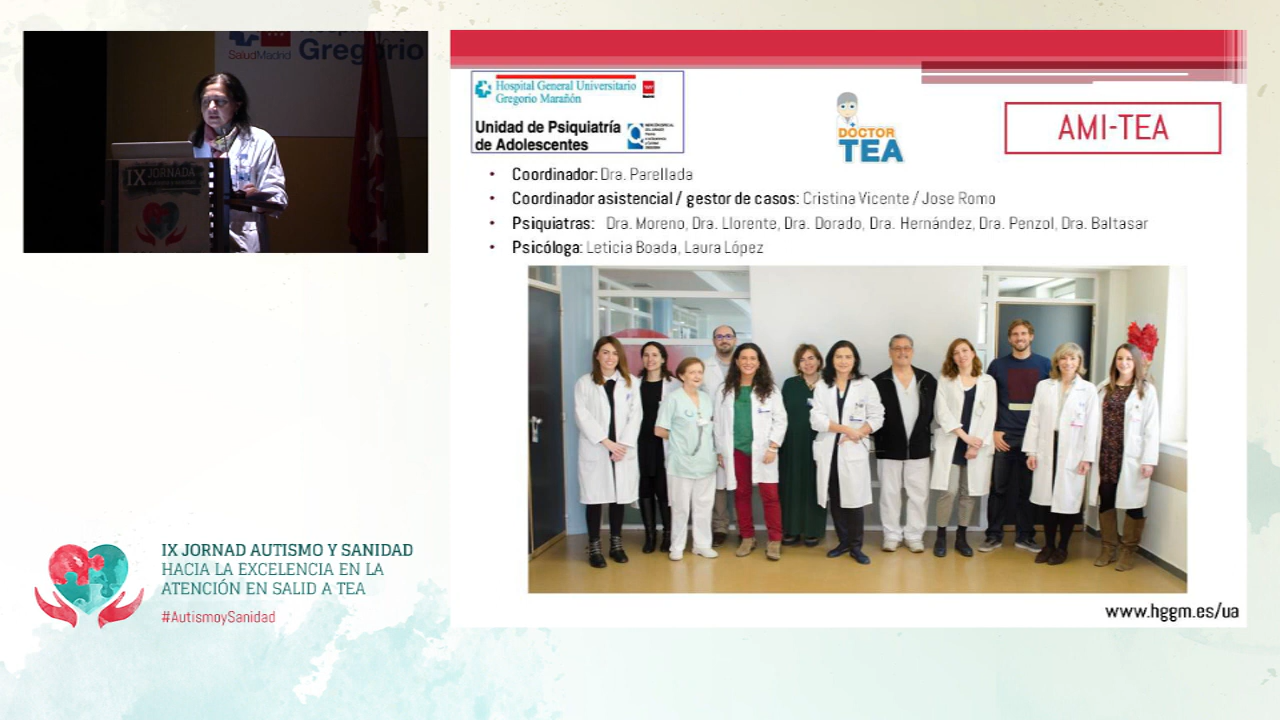 SaludMadrid
Gregorio
IX JORNADA
AUTISMO Y SANIDAD
Hospital General Universitario
Gregorio Marañón
Madrid
Unidad de Psiquiatría
de Adolescentes
DOCTOR
TEA
AMI-TEA
• Coordinador: Dra. Parellada
• Coordinador asistencial / gestor de casos: Cristina Vicente / Jose Romo
• Psiquiatras: Dra. Moreno, Dra. Llorente, Dra. Dorado, Dra. Hernández, Dra. Penzol, Dra. Baltasar
• Psicóloga: Leticia Boada, Laura López
www.hggm.es/ua
IX JORNAD AUTISMO Y SANIDAD
HACIA LA EXCELENCIA EN LA
ATENCIÓN EN SALID A TEA
#AutismoySanidad